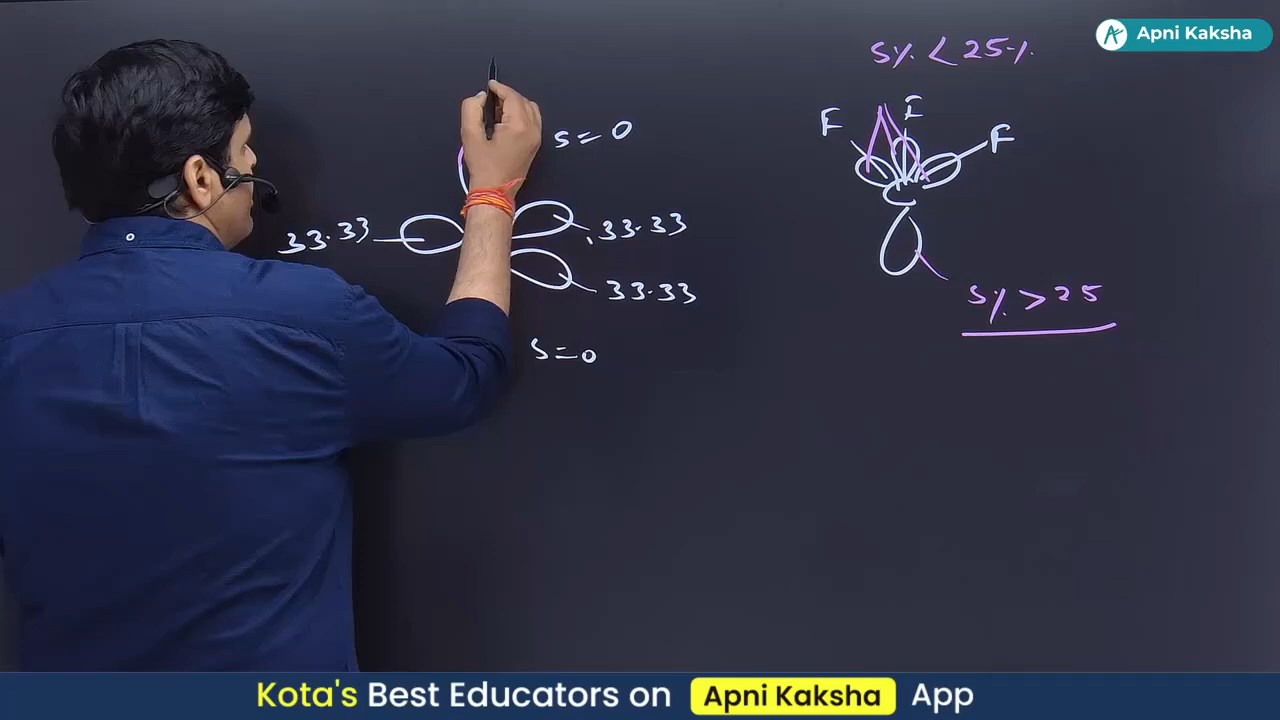 Apni Kaksha
S% < 25%
F
F
F
C
S = 0
33.33
33.33
33.33
S% > 25
S = 0
Kota's Best Educators on Apni Kaksha App